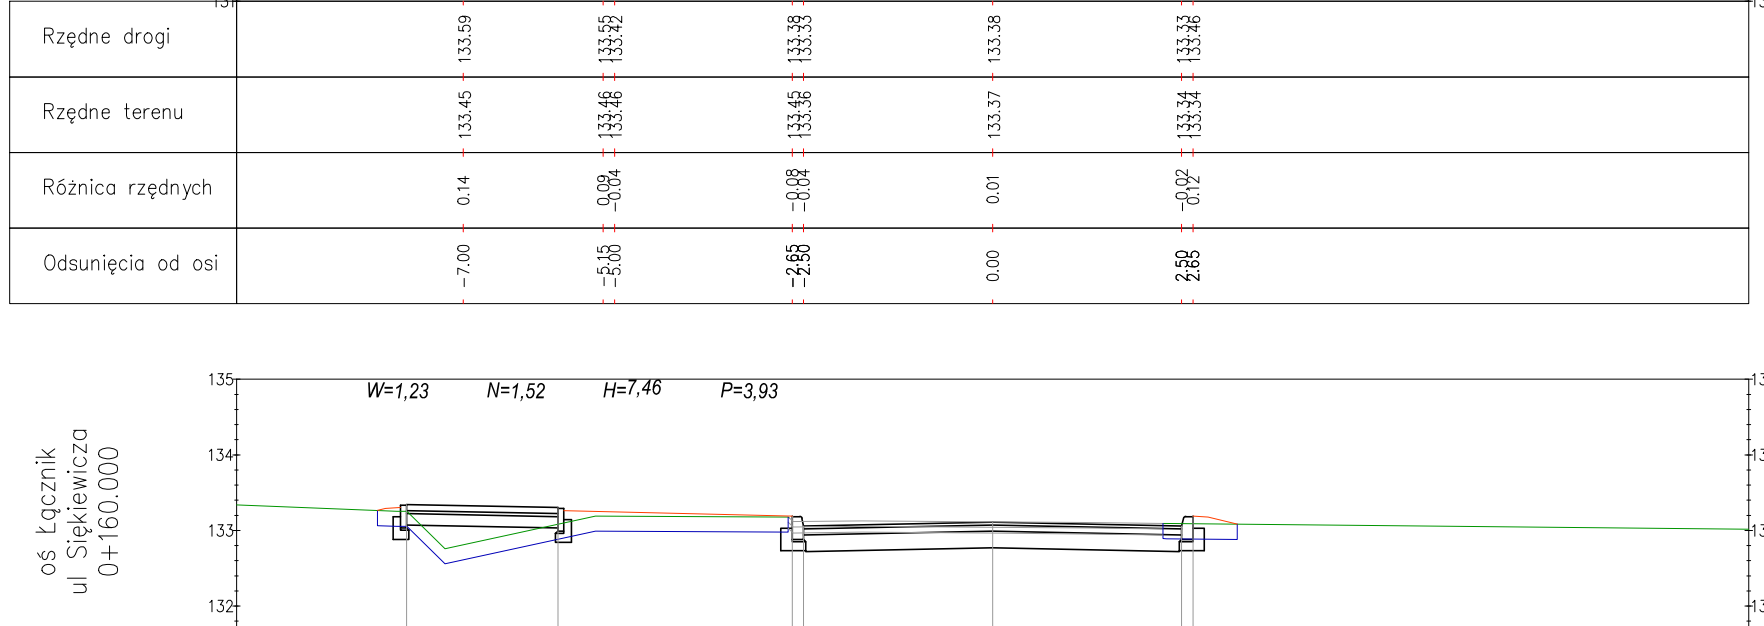 131
Rzędne drogi 133.59 133.55 133.42 133.38 133.33 133.38 133.33 133.46
Rzędne terenu 133.45 133.46 133.46 133.45 133.36 133.37 133.34 133.34
Różnica rzędnych 0.14 0.09 -0.04 -0.08 -0.04 0.01 -0.02 0.12
Odsunięcia od osi -7.00 -5.15 -5.00 -2.65 -2.50 0.00 2.50 2.65
135
W=1,23 N=1,52 H=7,46 P=3,93
134
133
132
oś Łącznik
ul Siękiewicza
0+160.000